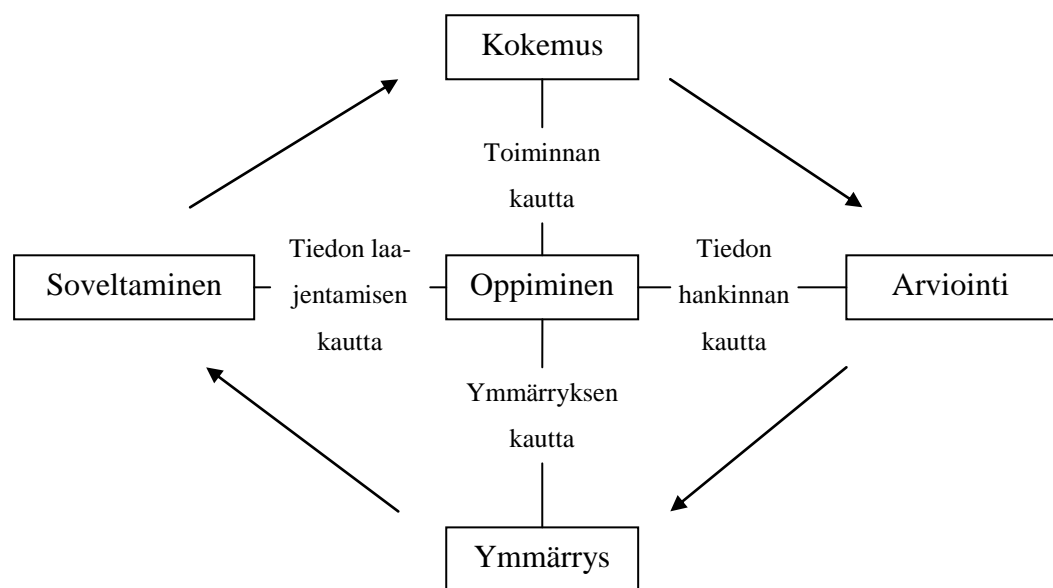 Kokemus
Toiminnan
kautta
Soveltaminen
Tiedon laa-
jentamisen
kautta
Oppiminen
Tiedon
hankinnan
kautta
Arviointi
Ymmärryksen
kautta
Ymmärrys